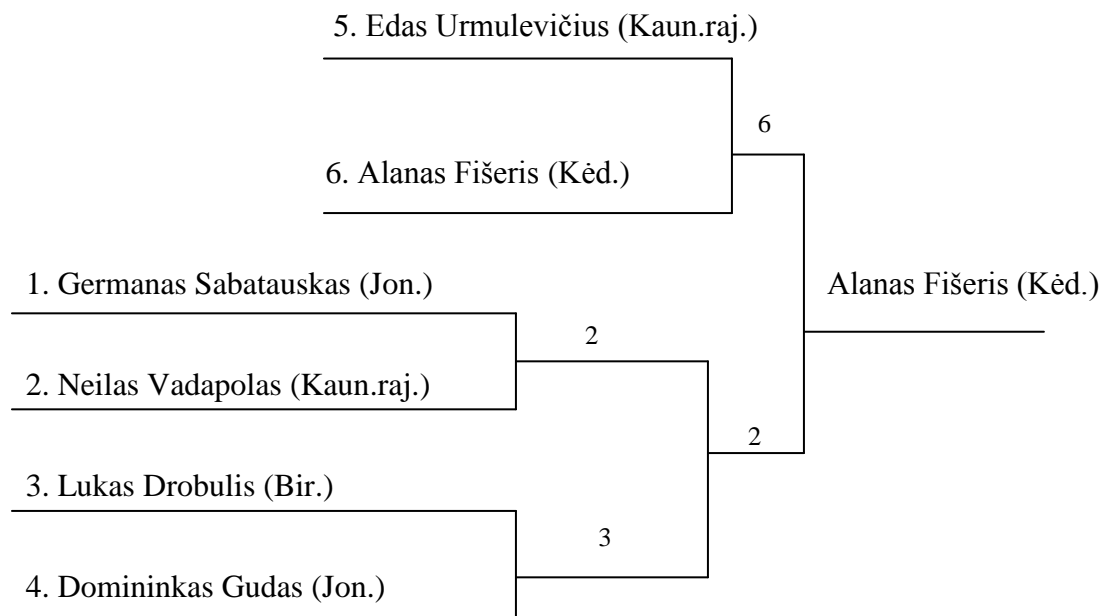 5. Edas Urmulevičius (Kaun.raj.)
6
6. Alanas Fišeris (Kėd.)
1. Germanas Sabatauskas (Jon.)
Alanas Fišeris (Kėd.)
2
2. Neilas Vadapolas (Kaun.raj.)
2
3. Lukas Drobulis (Bir.)
3
4. Domininkas Gudas (Jon.)